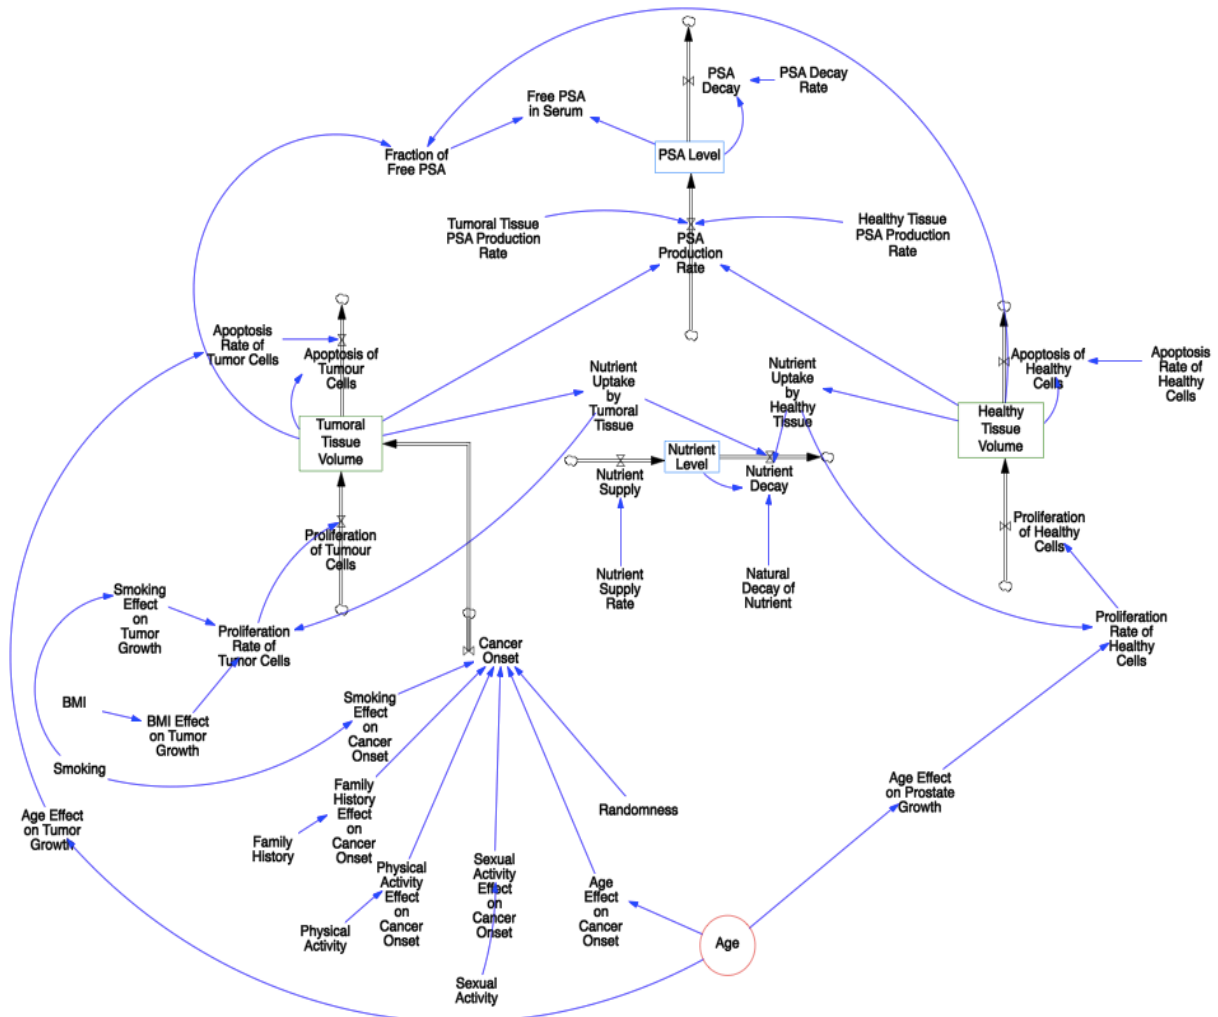 PSA
Decay
PSA Decay
Rate
Free PSA
in Serum
Fraction of
Free PSA
PSA Level
Tumoral Tissue
PSA Production
Rate
PSA
Production
Rate
Healthy Tissue
PSA Production
Rate
Apoptosis
Rate of
Tumor Cells
Apoptosis of
Tumour
Cells
Nutrient
Uptake
by
Tumoral
Tissue
Nutrient
Uptake by
Healthy
Tissue
Apoptosis of
Healthy
Cells
Apoptosis
Rate of
Healthy
Cells
Tumoral
Tissue
Volume
Healthy
Tissue
Volume
Nutrient
Level
Nutrient
Supply
Nutrient
Decay
Proliferation
of Tumour
Cells
Proliferation
of Healthy
Cells
Nutrient
Supply
Rate
Natural
Decay of
Nutrient
Smoking
Effect
on
Tumor
Growth
Proliferation
Rate of
Tumor Cells
Cancer
Onset
Proliferation
Rate of
Healthy
Cells
BMI
BMI Effect
on Tumor
Growth
Smoking
Effect
on
Cancer
Onset
Smoking
Family
History
Effect
on
Cancer
Onset
Randomness
Age Effect
on Prostate
Growth
Age Effect
on Tumor
Growth
Family
History
Physical
Activity
Effect
on
Cancer
Onset
Sexual
Activity
Effect
on
Cancer
Onset
Age
Effect
on
Cancer
Onset
Physical
Activity
Age
Sexual
Activity